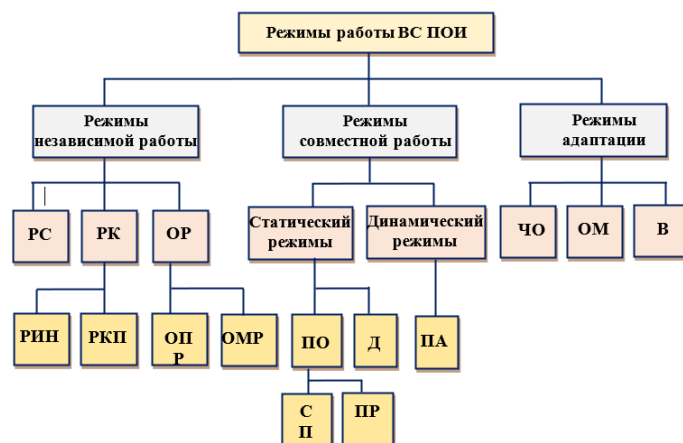 Режимы работы ВС ПОИ
Режимы
независимой работы
Режимы
совместной работы
Режимы
адаптации
РС
РК
ОР
Статический
режимы
Динамический
режимы
ЧО
ОМ
В
РИН
РКП
ОП
Р
ОМР
ПО
Д
ПА
С
П
ПР